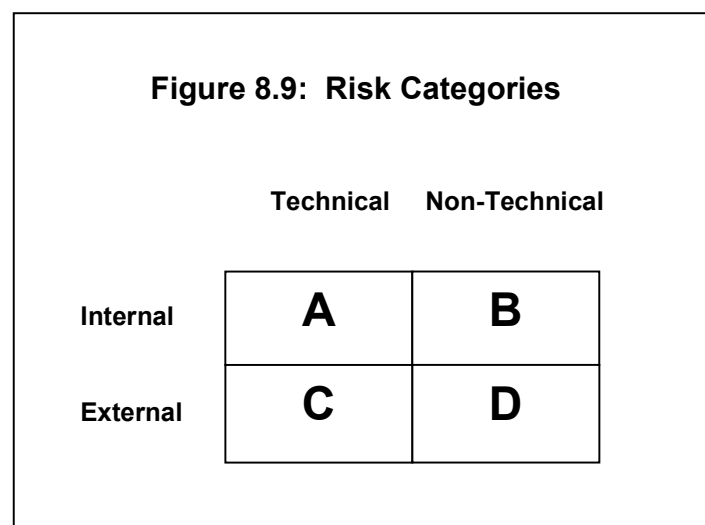 Figure 8.9: Risk Categories
Technical Non-Technical
Internal A B
External C D